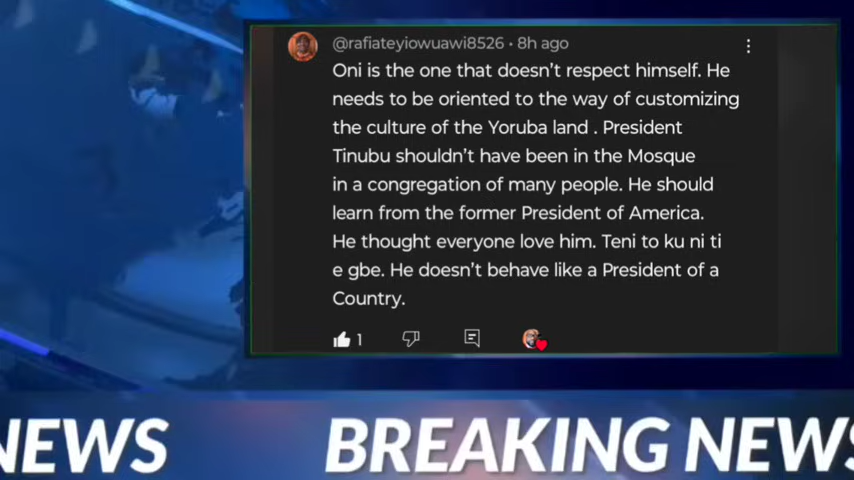 @rafiateyiowuawi8526 • 8h ago
Oni is the one that doesn't respect himself. He
needs to be oriented to the way of customizing
the culture of the Yoruba land . President
Tinubu shouldn't have been in the Mosque
in a congregation of many people. He should
learn from the former President of America.
He thought everyone love him. Teni to ku ni ti
e gbe. He doesn't behave like a President of a
Country.
1
NEWS BREAKING NEWS